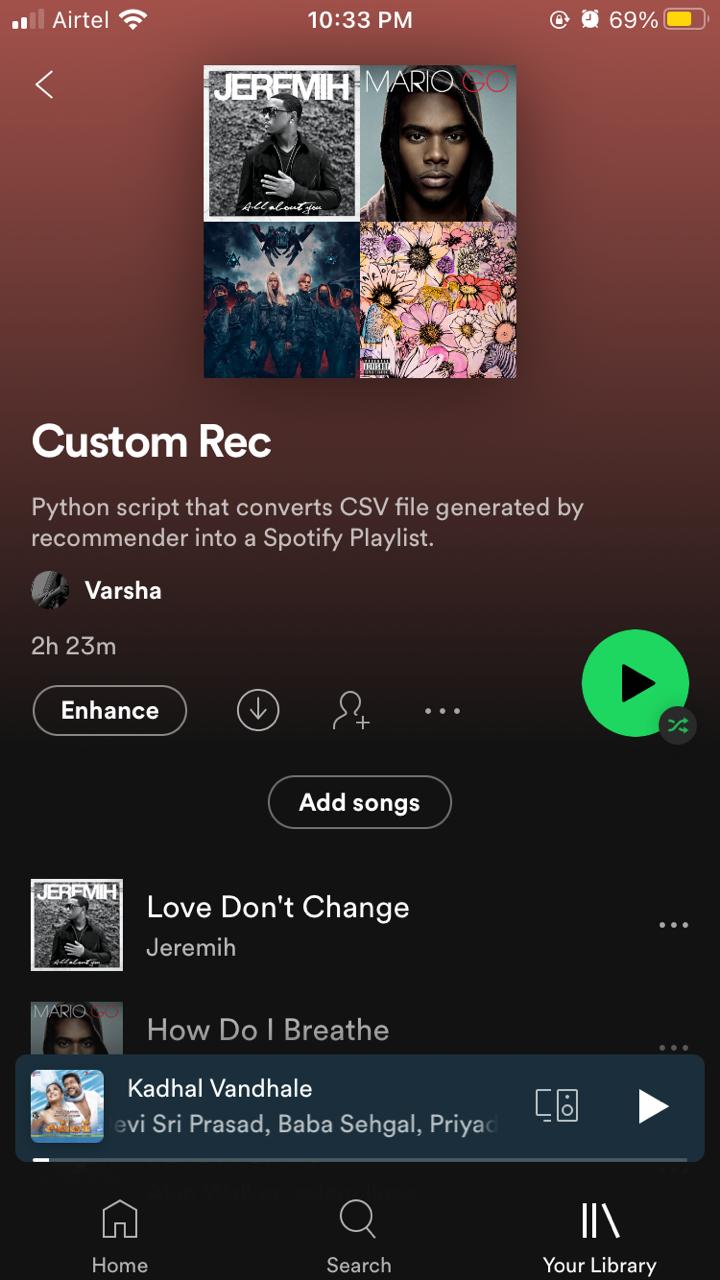 Airtel 10:33 PM 69%
JEREMIH
All about you
MARIO GO
Custom Rec
Python script that converts CSV file generated by
recommender into a Spotify Playlist.
Varsha
2h 23m
Enhance
Add songs
JEREMIH
Love Don't Change
Jeremih
MARIO GO
How Do I Breathe
Kadhal Vandhale
evi Sri Prasad, Baba Sehgal, Priyad
Home Search Your Library